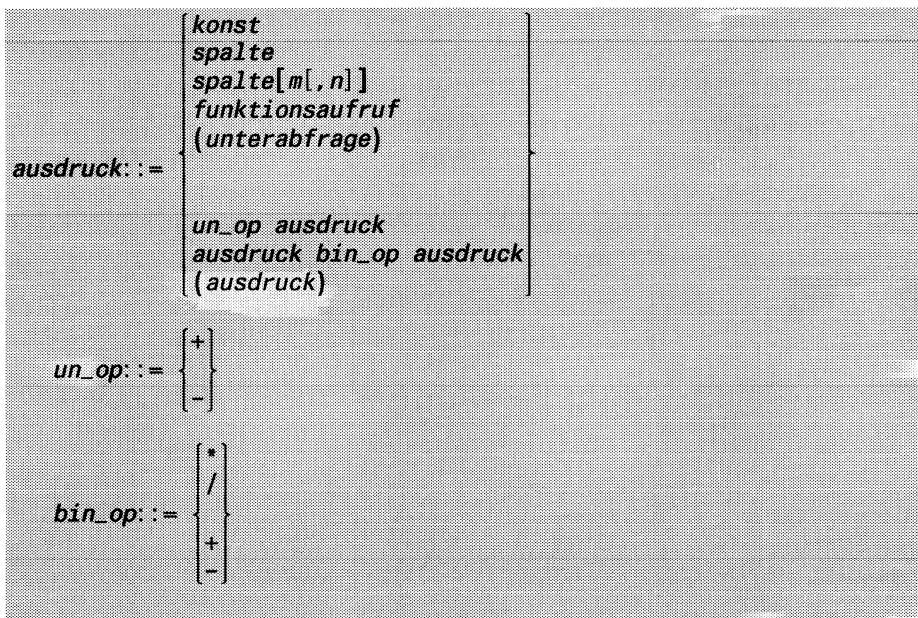 konst
spalte
spalte[m[,n]]
funktionsaufruf
(unterabfrage)
ausdruck::=
un_op ausdruck
ausdruck bin_op ausdruck
(ausdruck)
+
un_op::=
-
*
/
bin_op::=
+
-